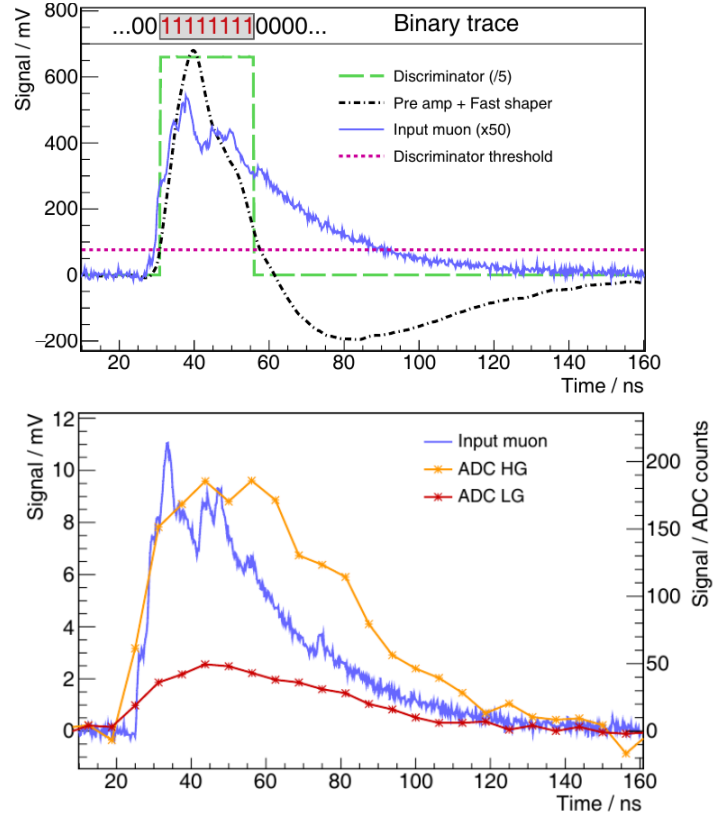 ...00 11111111 0000... Binary trace
Signal / mV
800
600
400
200
0
−200
Discriminator (/5)
Pre amp + Fast shaper
Input muon (x50)
Discriminator threshold
20 40 60 80 100 120 140 160
Time / ns
Signal / mV
12
10
8
6
4
2
0
Input muon
ADC HG
ADC LG
Signal / ADC counts
200
150
100
50
0
20 40 60 80 100 120 140 160
Time / ns